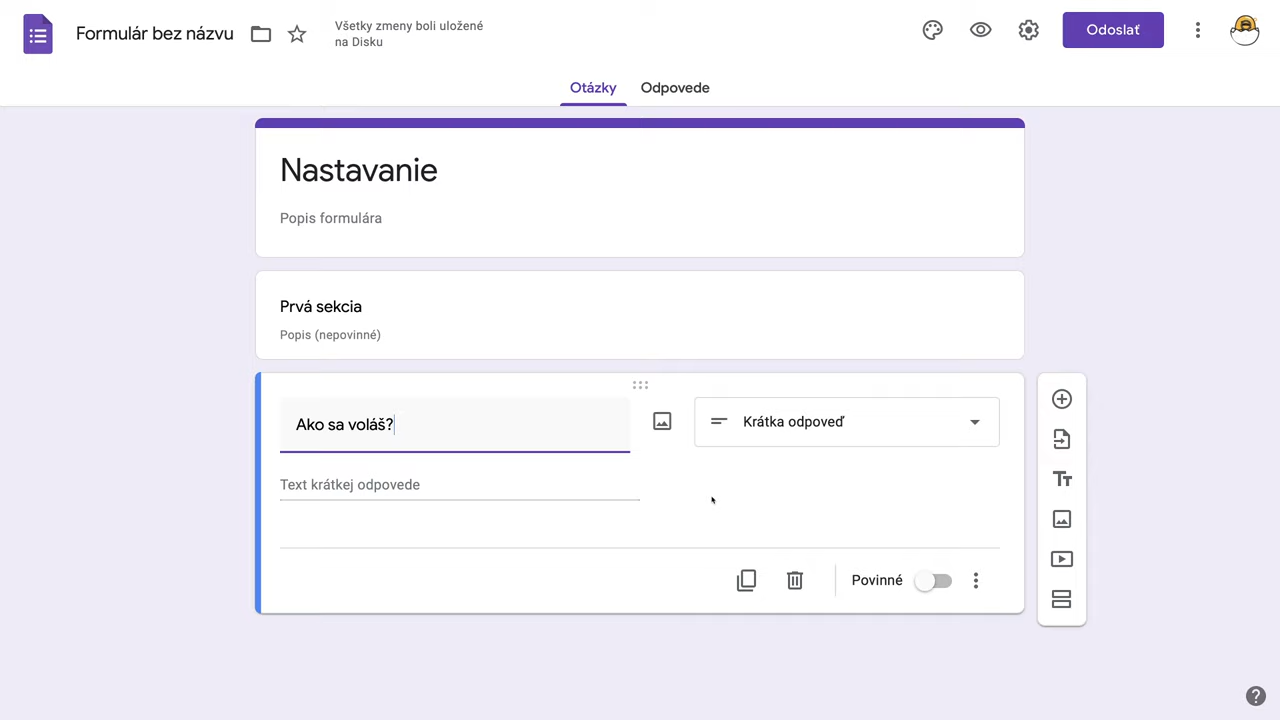 Formulár bez názvu
Všetky zmeny boli uložené
na Disku
Odoslať
Otázky
Odpovede
Nastavanie
Popis formulára
Prvá sekcia
Popis (nepovinné)
Ako sa voláš?
Krátka odpoveď
Text krátkej odpovede
Povinné